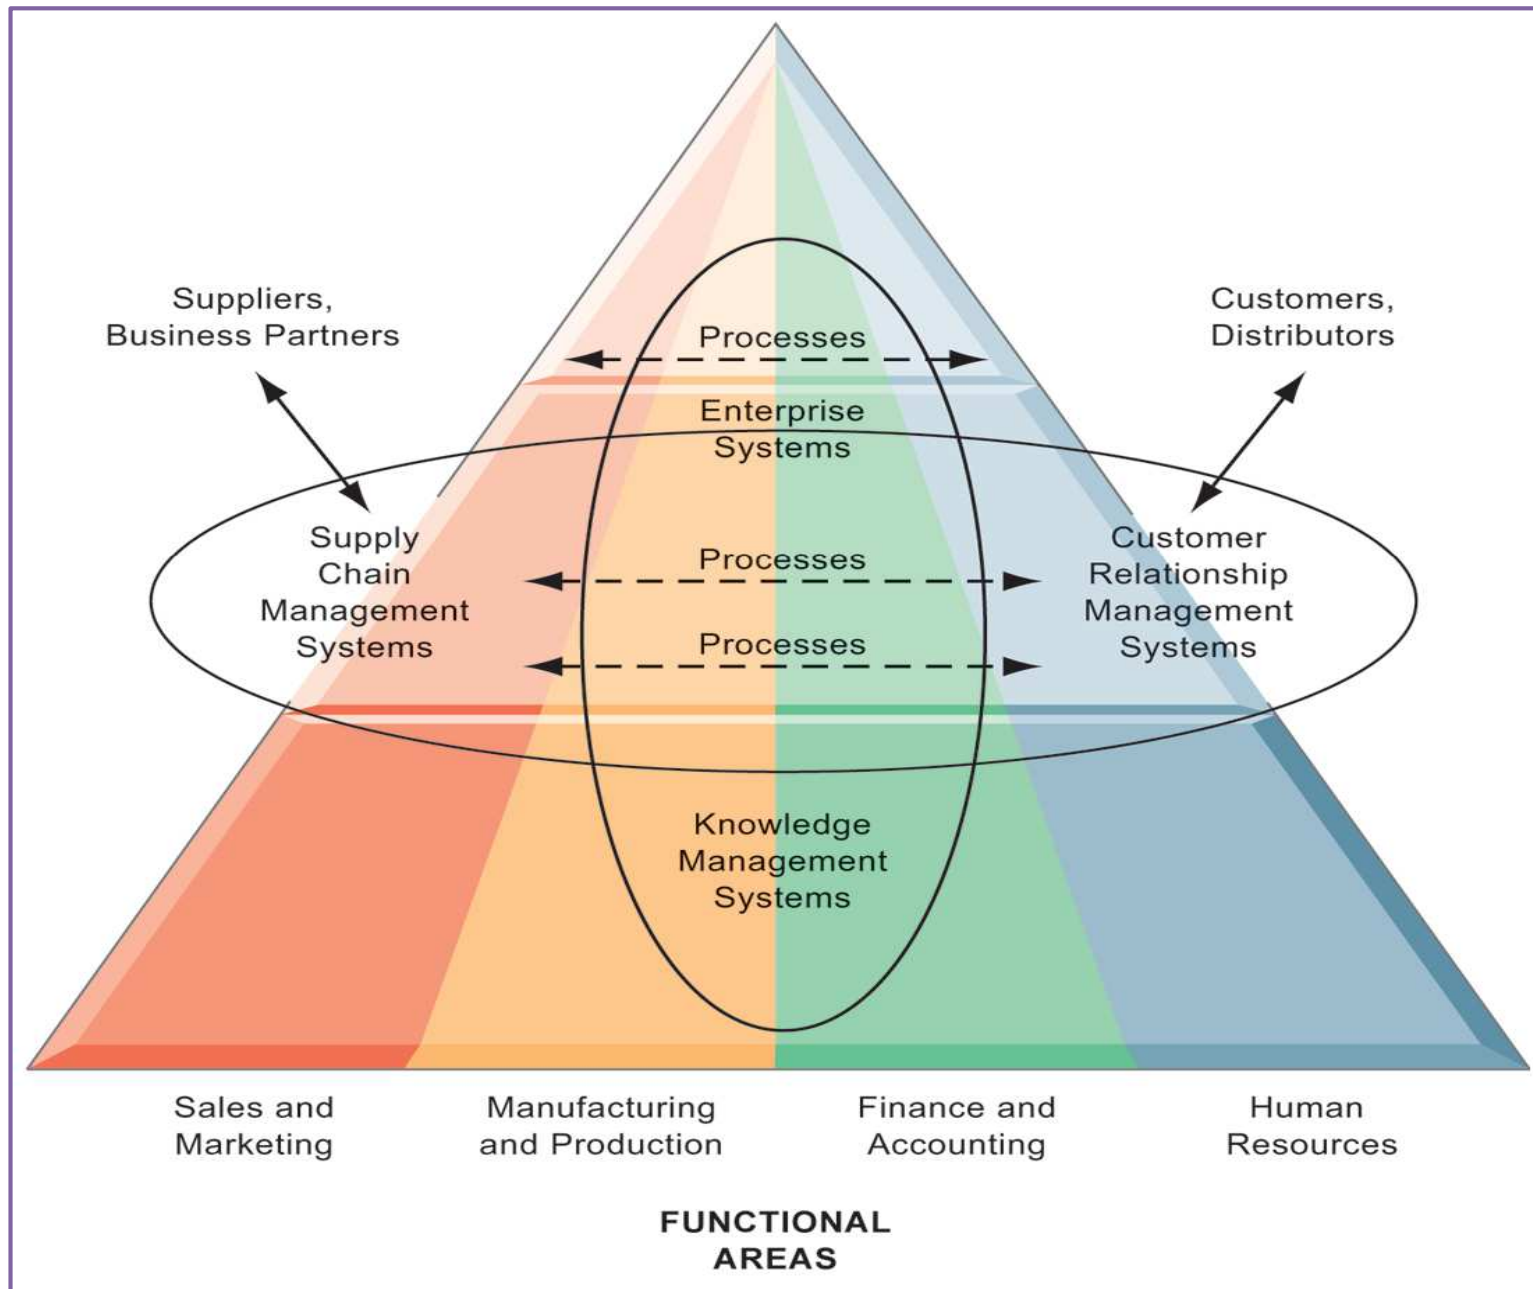 Suppliers,
Business Partners
Customers,
Distributors
Processes
Enterprise
Systems
Supply
Chain
Management
Systems
Processes
Processes
Customer
Relationship
Management
Systems
Knowledge
Management
Systems
Sales and
Marketing
Manufacturing
and Production
Finance and
Accounting
Human
Resources
FUNCTIONAL
AREAS